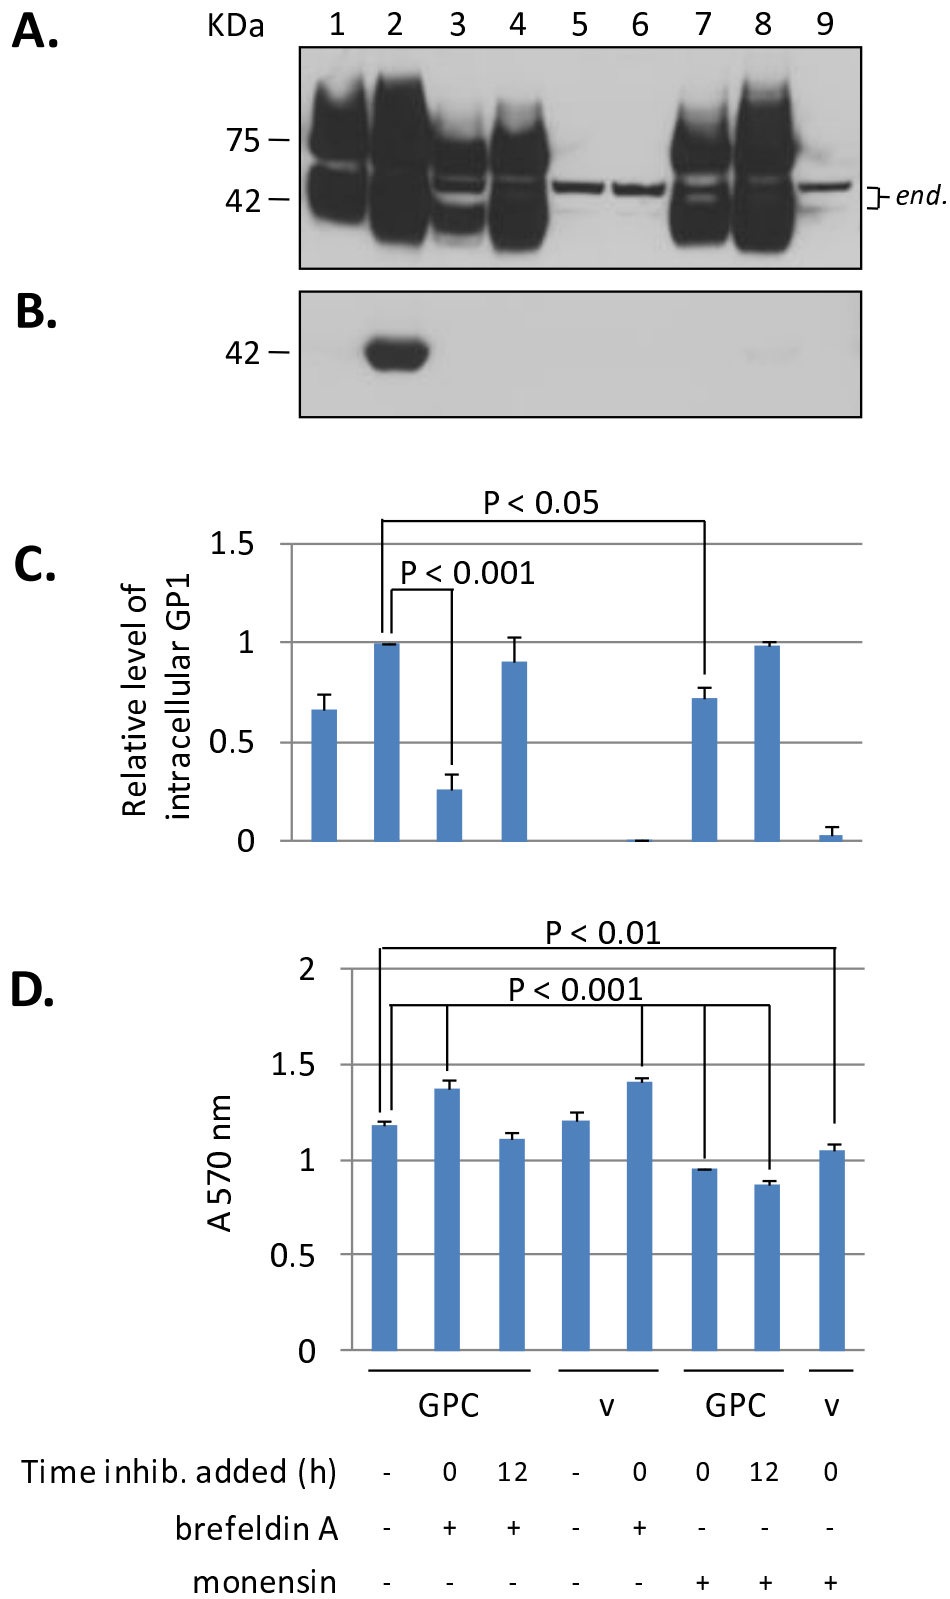 A.
KDa 1 2 3 4 5 6 7 8 9
75
42
end.
B.
42
C.
P < 0.05
P < 0.001
Relative level of
intracellular GP1
1.5
1
0.5
0
D.
P < 0.01
P < 0.001
A 570 nm
2
1.5
1
0.5
0
GPC v GPC v
Time inhib. added (h) - 0 12 - 0 0 12 0
brefeldin A - + + - + - - -
monensin - - - - - + + +